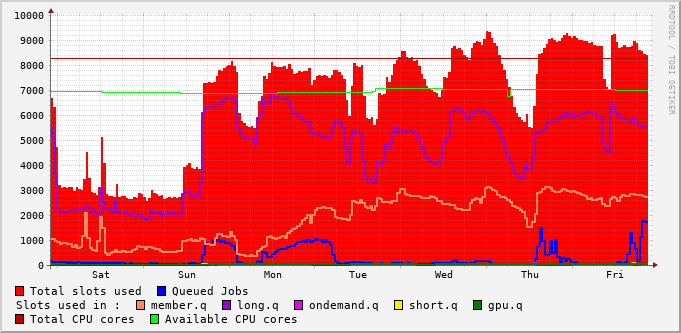 10000
9000
8000
7000
6000
5000
4000
3000
2000
1000
0
Sat Sun Mon Tue Wed Thu Fri
RRDTOOL / TOBI OETIKER
Total slots used Queued Jobs
Slots used in : member.q long.q ondemand.q short.q gpu.q
Total CPU cores Available CPU cores